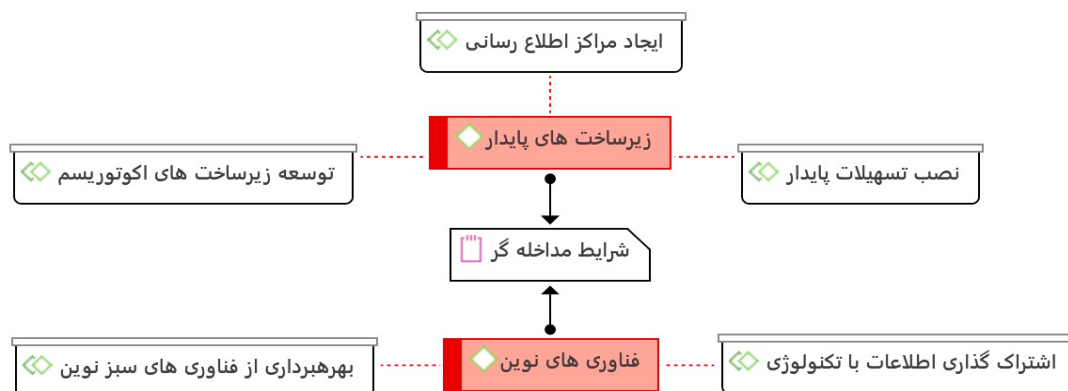 ایجاد مراکز اطلاع رسانی
زیرساخت های پایدار
نصب تسهیلات پایدار
توسعه زیرساخت های اکوتوریسم
شرایط مداخله گر
فناوری های نوین
اشتراک گذاری اطلاعات با تکنولوژی
بهرهبرداری از فناوری های سبز نوین